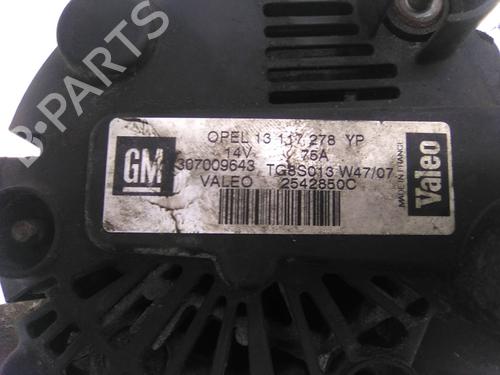 B-PARTS
GM
OPEL 13 117 278 YP
14V 75A
307009643 TG8S013 W47/07
VALEO 2542850C
MADE IN FRANCE
Valeo